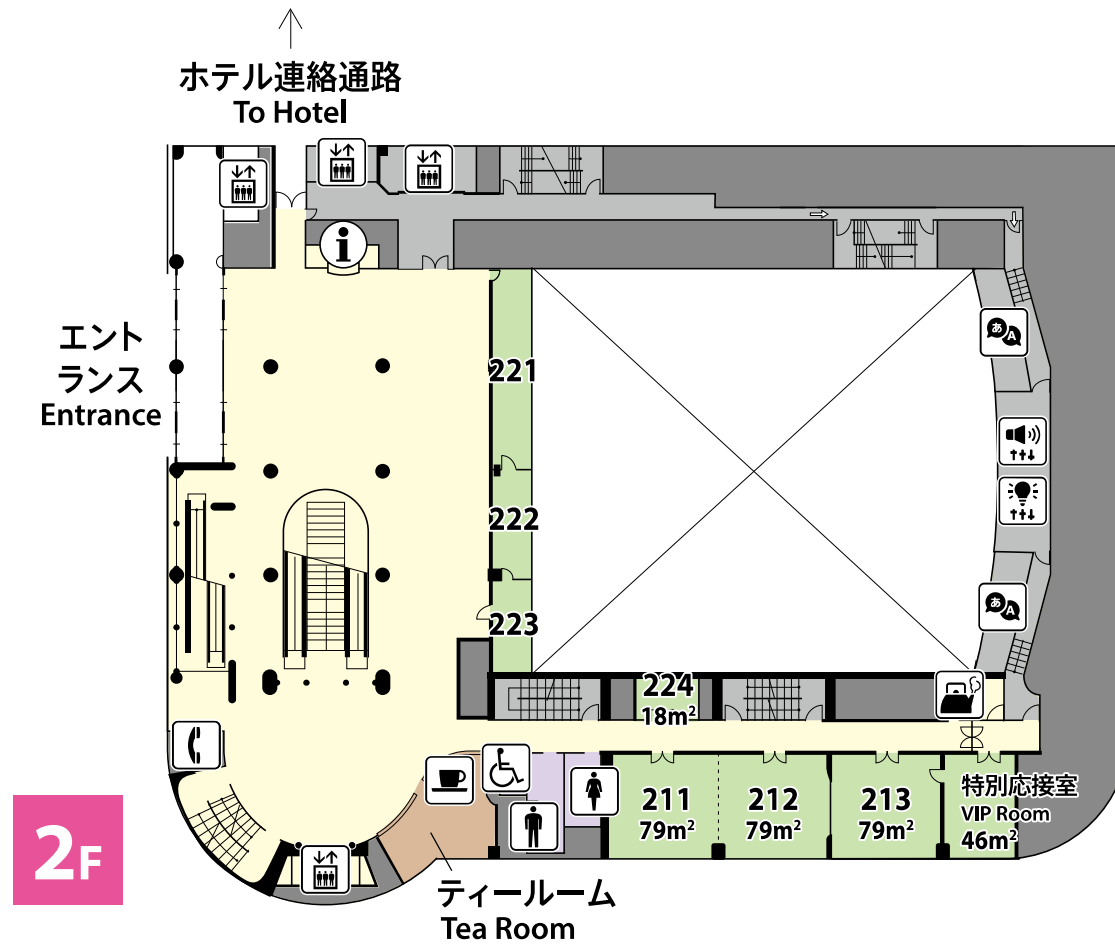 ホテル連絡通路
To Hotel
エント
ランス
Entrance
221
222
223
224
18m²
211
79m²
212
79m²
213
79m²
特別応接室
VIP Room
46m²
2F
ティールーム
Tea Room
i
あ
A
あ
A